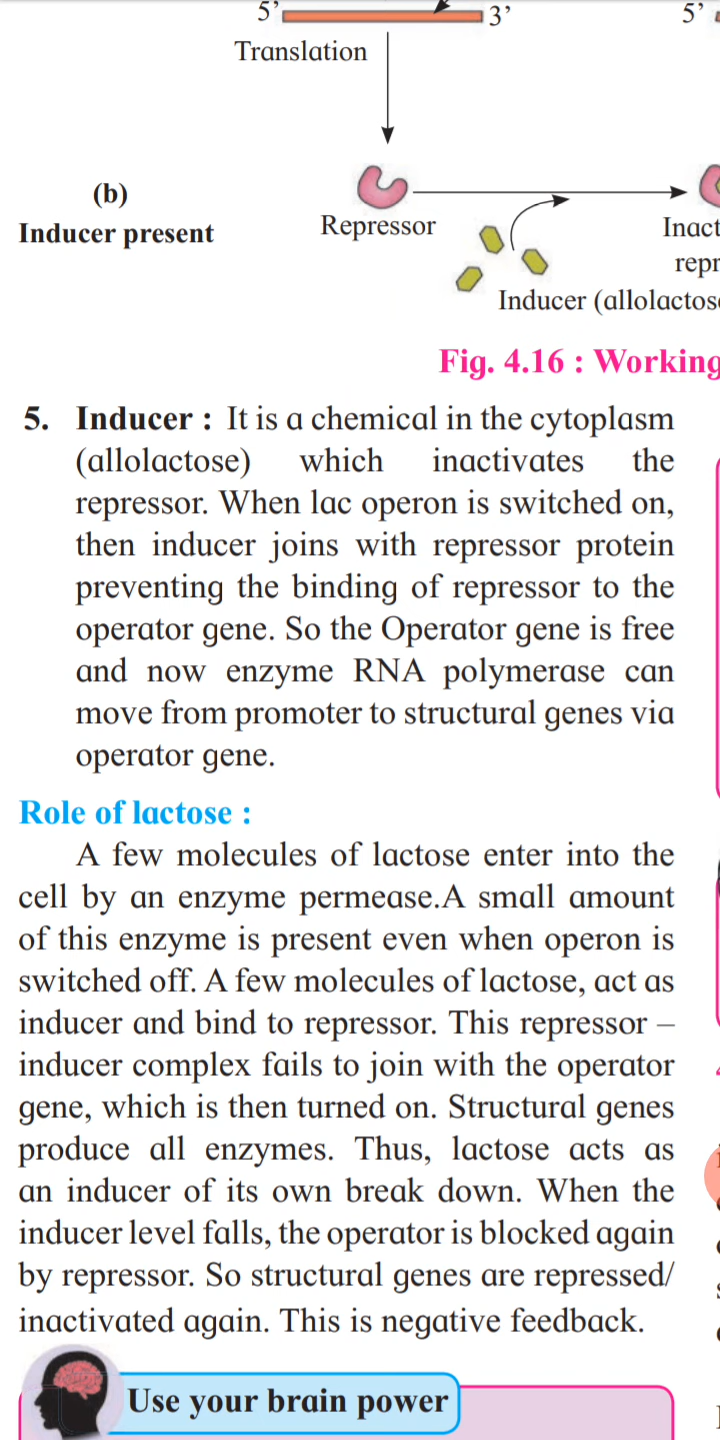 5’
3’
5’
Translation
(b)
Inducer present
Repressor
Inact
repr
Inducer (allolactos
Fig. 4.16 : Working
5. Inducer : It is a chemical in the cytoplasm
(allolactose) which inactivates the
repressor. When lac operon is switched on,
then inducer joins with repressor protein
preventing the binding of repressor to the
operator gene. So the Operator gene is free
and now enzyme RNA polymerase can
move from promoter to structural genes via
operator gene.
Role of lactose :
A few molecules of lactose enter into the
cell by an enzyme permease.A small amount
of this enzyme is present even when operon is
switched off. A few molecules of lactose, act as
inducer and bind to repressor. This repressor –
inducer complex fails to join with the operator
gene, which is then turned on. Structural genes
produce all enzymes. Thus, lactose acts as
an inducer of its own break down. When the
inducer level falls, the operator is blocked again
by repressor. So structural genes are repressed/
inactivated again. This is negative feedback.
Use your brain power